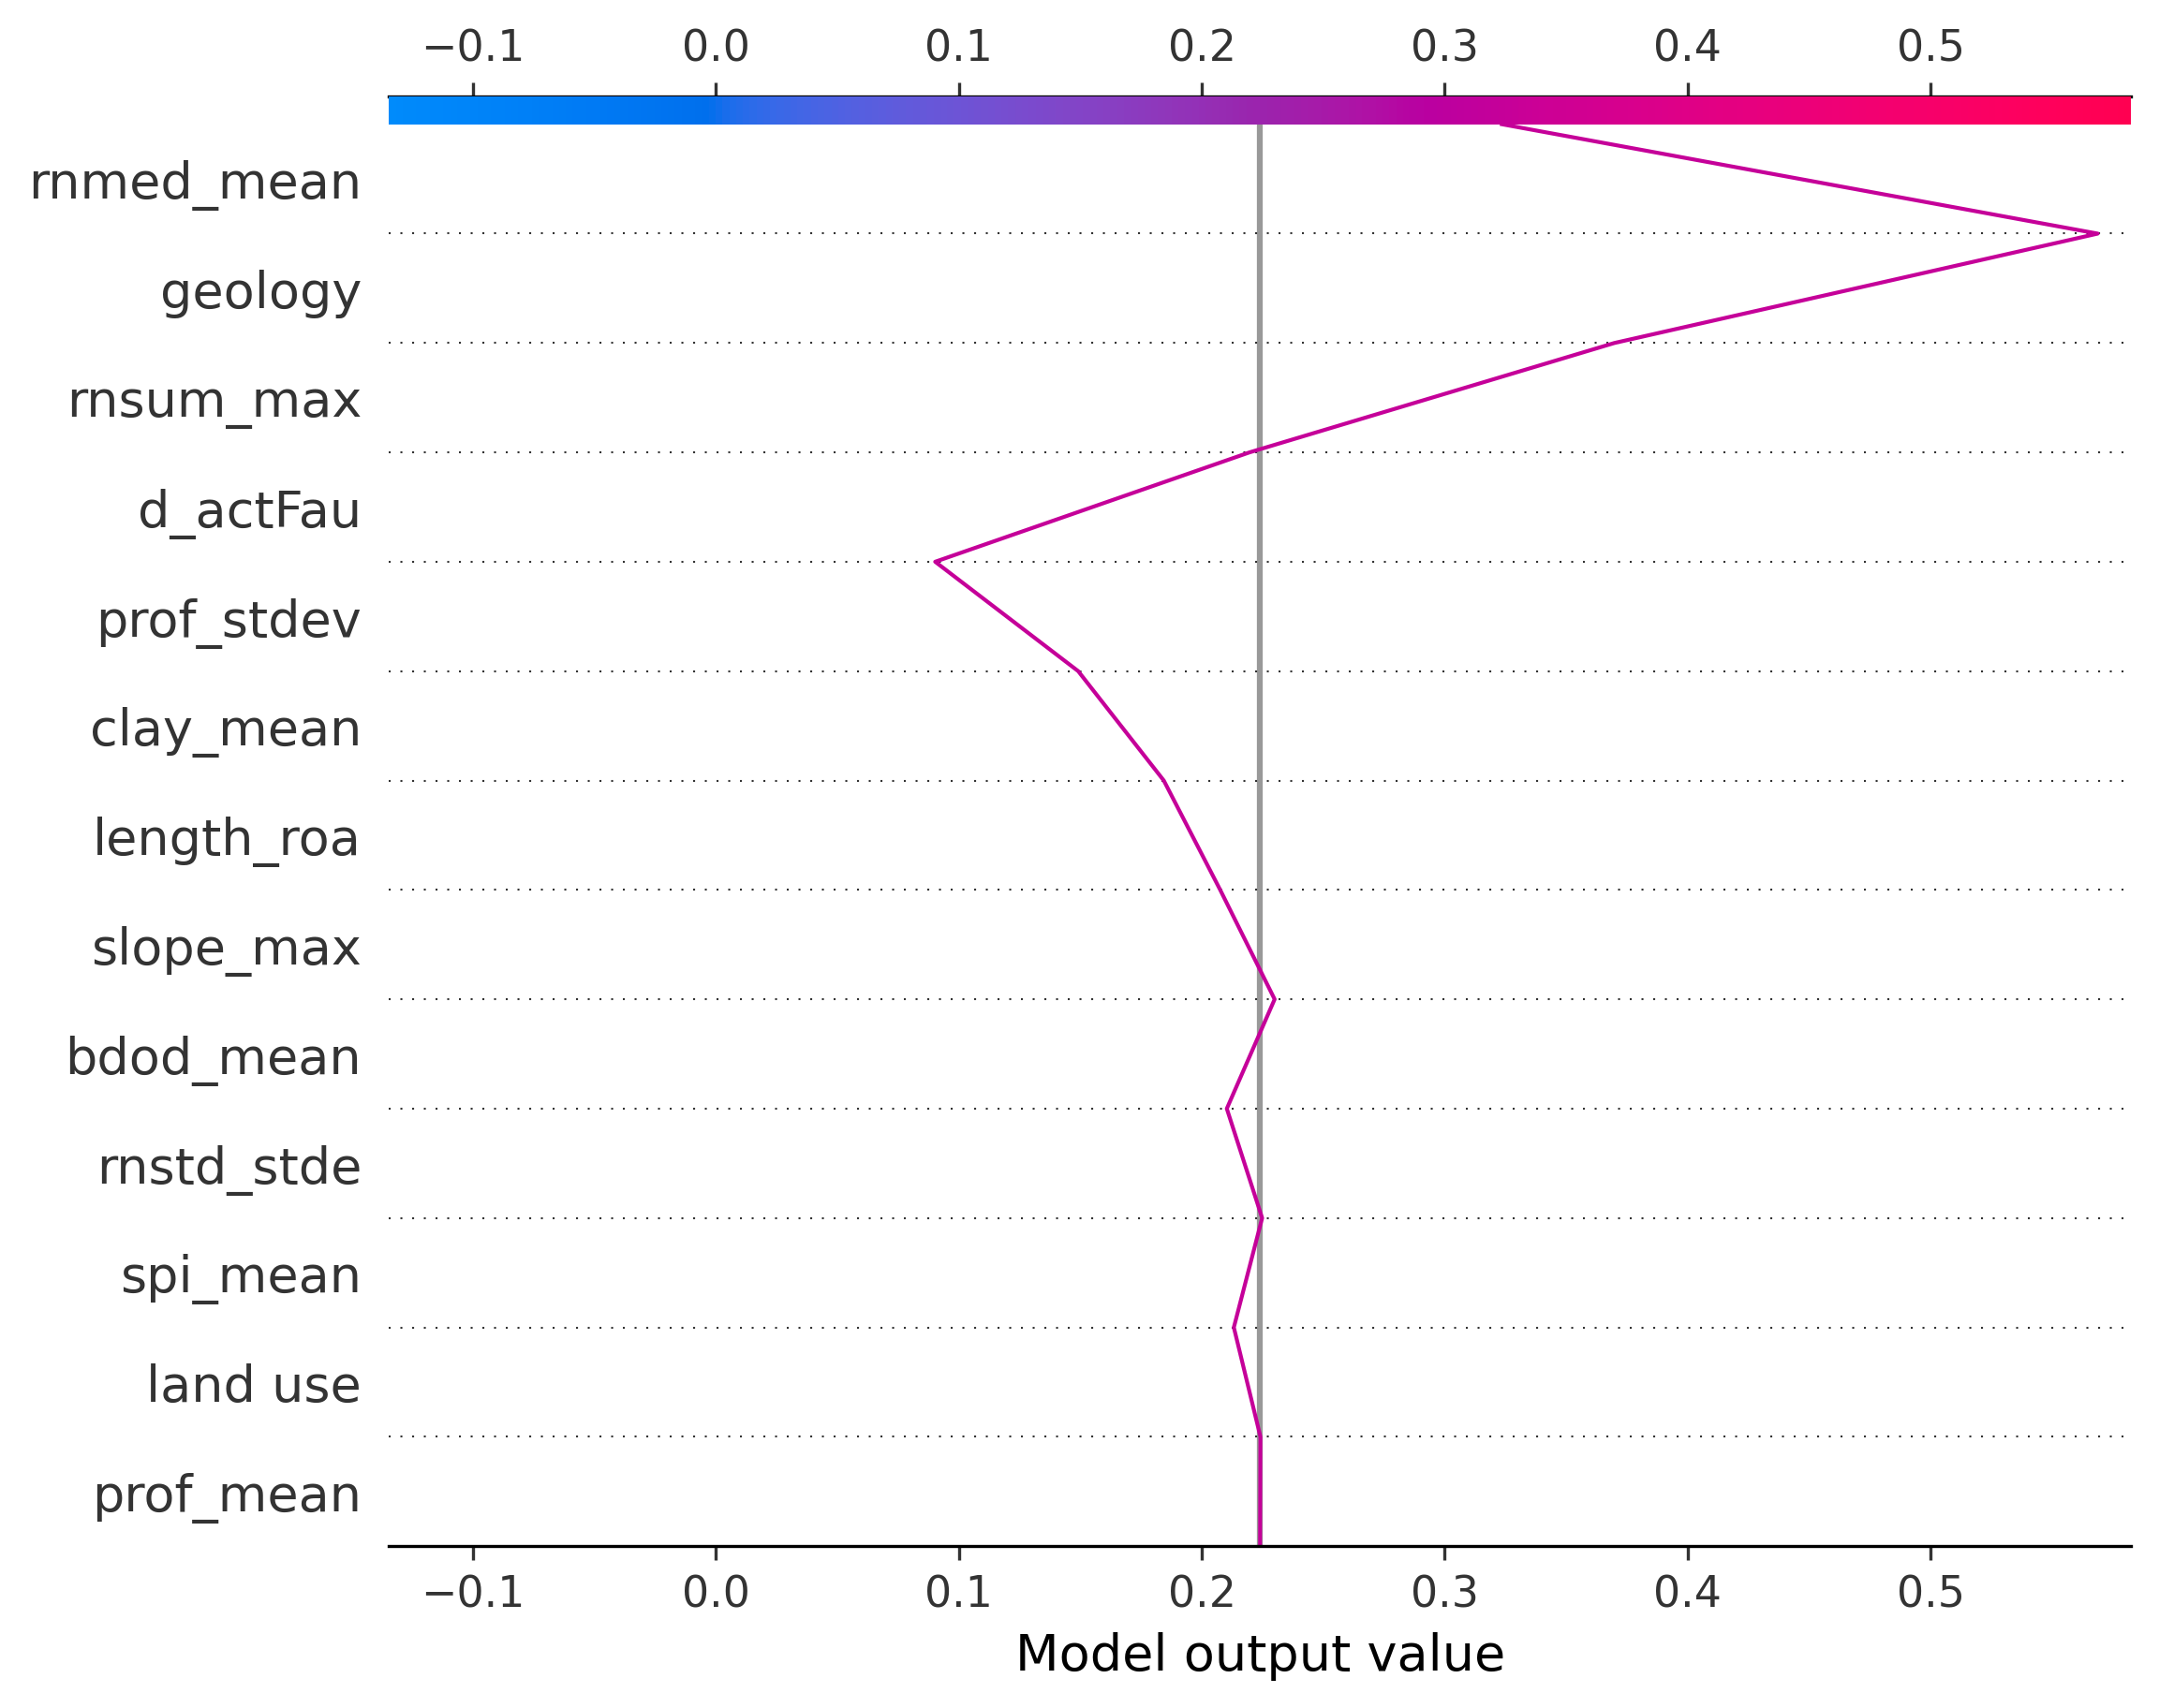 −0.1 0.0 0.1 0.2 0.3 0.4 0.5
rnmed_mean
geology
rnsum_max
d_actFau
prof_stdev
clay_mean
length_roa
slope_max
bdod_mean
rnstd_stde
spi_mean
land use
prof_mean
−0.1 0.0 0.1 0.2 0.3 0.4 0.5
Model output value